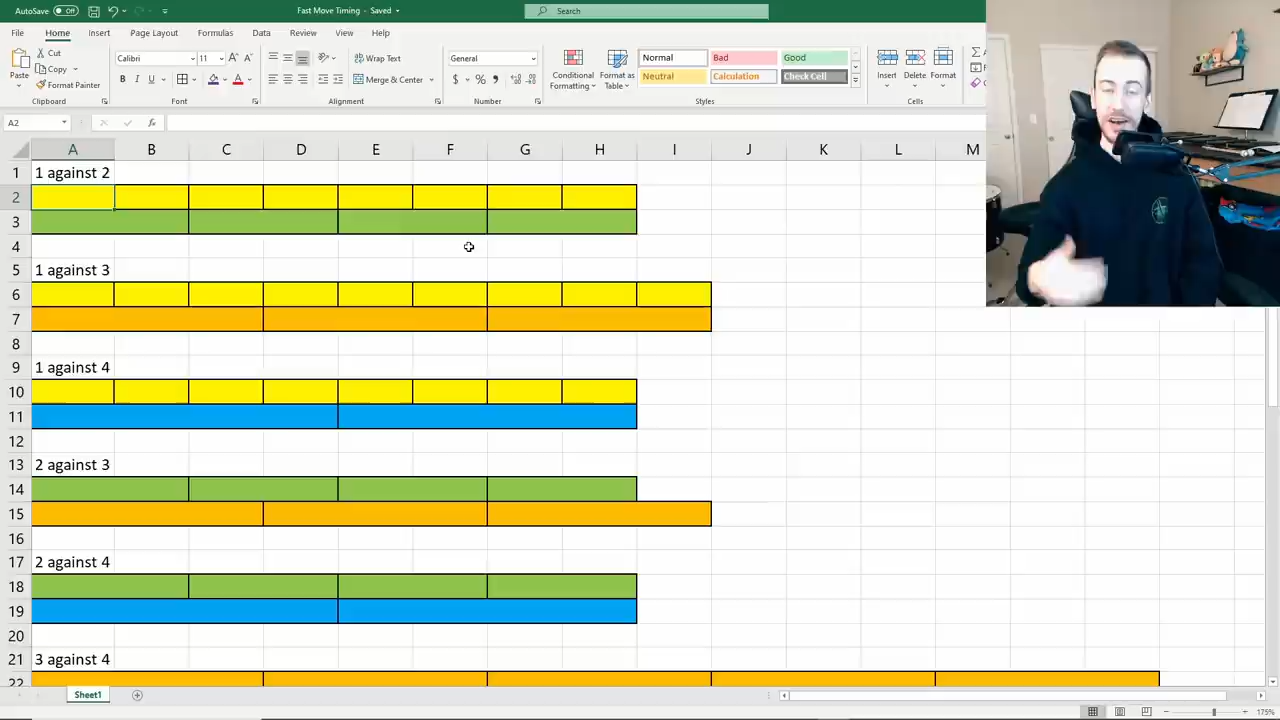 AutoSave Off
Fast Move Timing - Saved
Search
File Home Insert Page Layout Formulas Data Review View Help
Paste
Cut
Copy
Format Painter
Clipboard
Calibri 11
B I U
Font
Wrap Text
Merge & Center
Alignment
General
$ % ,
Number
Conditional
Formatting
Format as
Table
Normal Bad Good
Neutral Calculation Check Cell
Styles
Insert Delete Format
Cells
A2
fx
A B C D E F G H I J K L M
1 1 against 2
2
3
4
5 1 against 3
6
7
8
9 1 against 4
10
11
12
13 2 against 3
14
15
16
17 2 against 4
18
19
20
21 3 against 4
22
Sheet1
175%